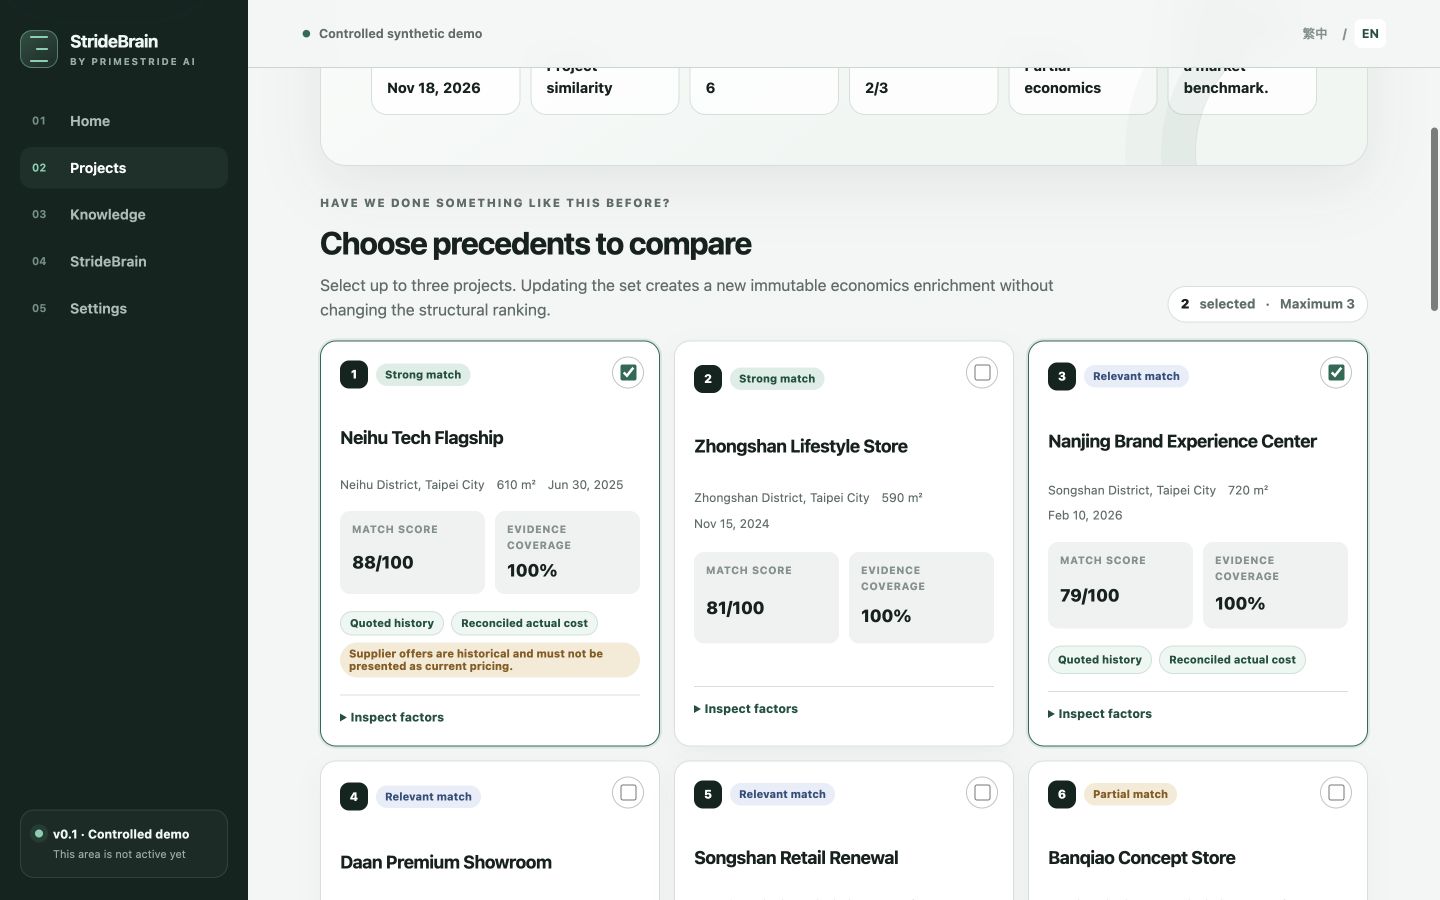 StrideBrain
BY PRIMESTRIDE AI
01 Home
02 Projects
03 Knowledge
04 StrideBrain
05 Settings
v0.1 · Controlled demo
This area is not active yet
Controlled synthetic demo
繁中 / EN
Nov 18, 2026
Project
similarity
6
2/3
Partial
economics
a market
benchmark.
HAVE WE DONE SOMETHING LIKE THIS BEFORE?
Choose precedents to compare
Select up to three projects. Updating the set creates a new immutable economics enrichment without
changing the structural ranking.
2 selected · Maximum 3
1 Strong match
Neihu Tech Flagship
Neihu District, Taipei City 610 m² Jun 30, 2025
MATCH SCORE
88/100
EVIDENCE
COVERAGE
100%
Quoted history
Reconciled actual cost
Supplier offers are historical and must not be
presented as current pricing.
Inspect factors
2 Strong match
Zhongshan Lifestyle Store
Zhongshan District, Taipei City 590 m²
Nov 15, 2024
MATCH SCORE
81/100
EVIDENCE
COVERAGE
100%
Inspect factors
3 Relevant match
Nanjing Brand Experience Center
Songshan District, Taipei City 720 m²
Feb 10, 2026
MATCH SCORE
79/100
EVIDENCE
COVERAGE
100%
Quoted history
Reconciled actual cost
Inspect factors
4 Relevant match
Daan Premium Showroom
5 Relevant match
Songshan Retail Renewal
6 Partial match
Banqiao Concept Store